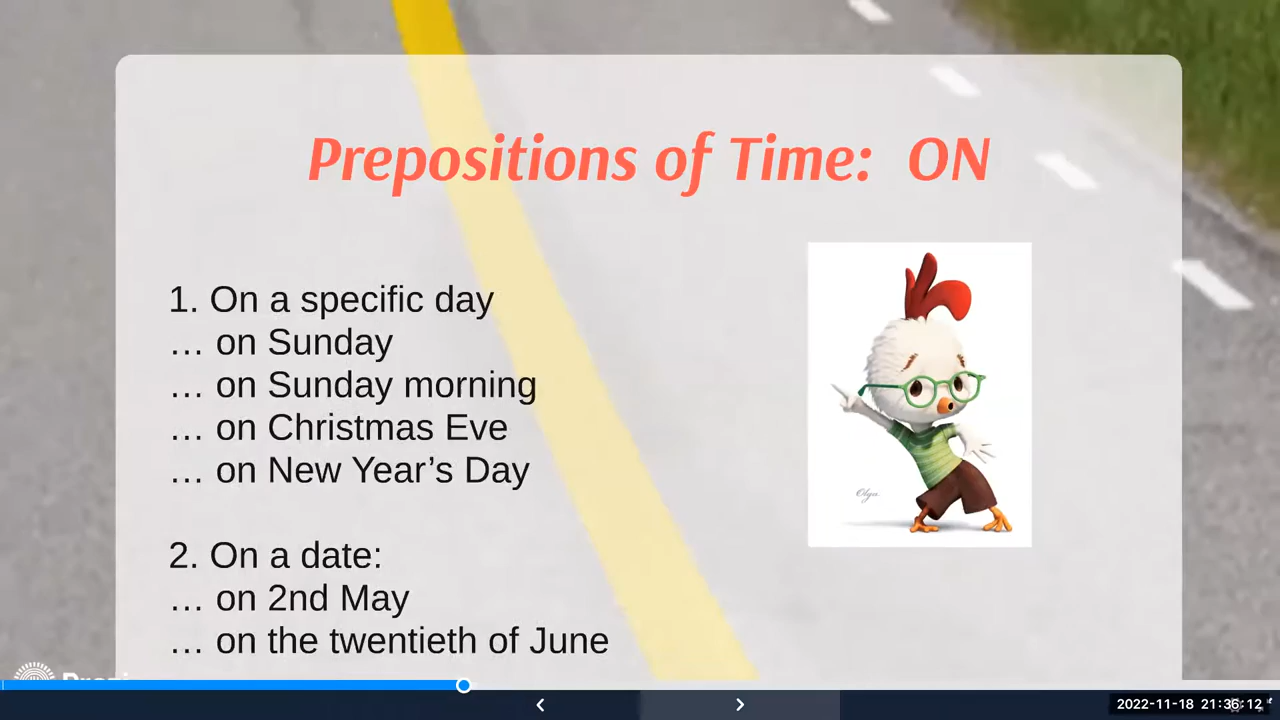 Prepositions of Time: ON
1. On a specific day
… on Sunday
… on Sunday morning
… on Christmas Eve
… on New Year’s Day
2. On a date:
… on 2nd May
… on the twentieth of June
Olga
2022-11-18 21:36:12